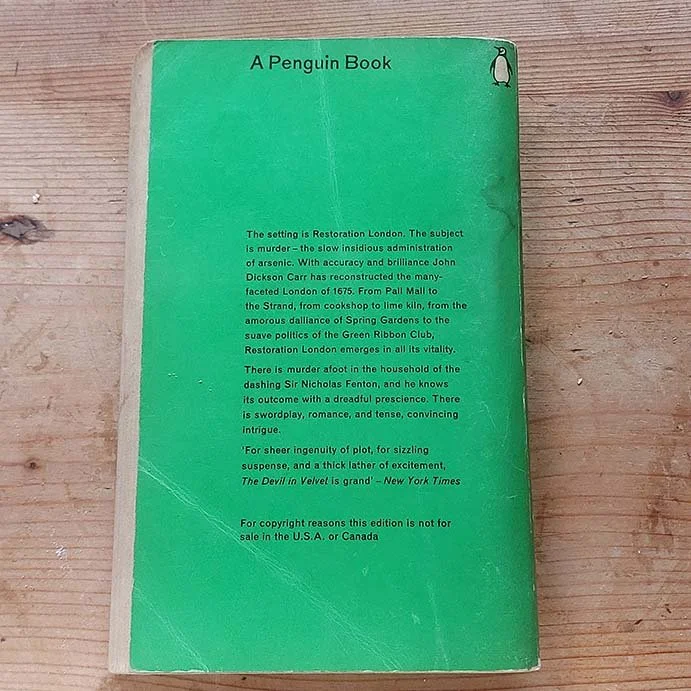 A Penguin Book
The setting is Restoration London. The subject
is murder – the slow insidious administration
of arsenic. With accuracy and brilliance John
Dickson Carr has reconstructed the many-
faceted London of 1675. From Pall Mall to
the Strand, from cookshop to lime kiln, from the
amorous dalliance of Spring Gardens to the
suave politics of the Green Ribbon Club,
Restoration London emerges in all its vitality.
There is murder afoot in the household of the
dashing Sir Nicholas Fenton, and he knows
its outcome with a dreadful prescience. There
is swordplay, romance, and tense, convincing
intrigue.
'For sheer ingenuity of plot, for sizzling
suspense, and a thick lather of excitement,
The Devil in Velvet is grand' – New York Times
For copyright reasons this edition is not for
sale in the U.S.A. or Canada